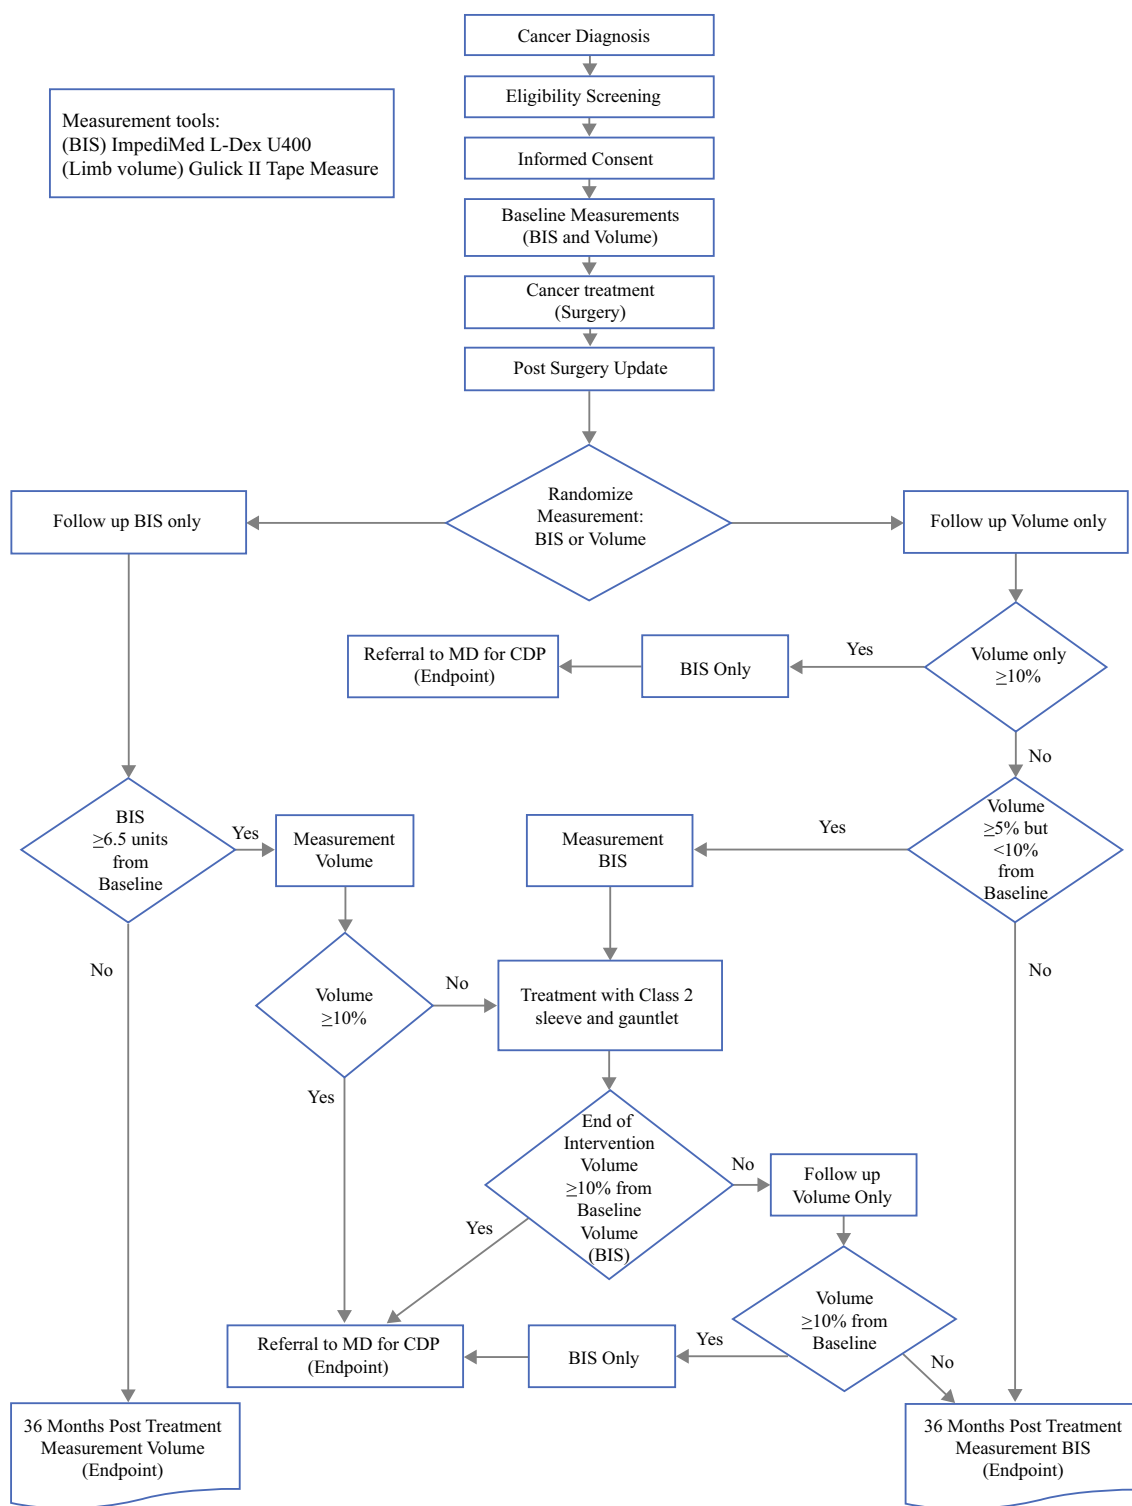 Cancer Diagnosis
Eligibility Screening
Measurement tools:
(BIS) ImpediMed L-Dex U400
(Limb volume) Gulick II Tape Measure
Informed Consent
Baseline Measurements
(BIS and Volume)
Cancer treatment
(Surgery)
Post Surgery Update
Randomize
Measurement:
BIS or Volume
Follow up BIS only
Follow up Volume only
Volume only
≥10%
Yes
BIS Only
Referral to MD for CDP
(Endpoint)
No
BIS
≥6.5 units
from
Baseline
Yes
Measurement
Volume
Measurement
BIS
Yes
Volume
≥5% but
<10%
from
Baseline
No
Volume
≥10%
No
Treatment with Class 2
sleeve and gauntlet
No
Yes
End of
Intervention
Volume
≥10% from
Baseline
Volume
(BIS)
No
Follow up
Volume Only
Yes
Volume
≥10% from
Baseline
Yes
BIS Only
Referral to MD for CDP
(Endpoint)
No
36 Months Post Treatment
Measurement Volume
(Endpoint)
36 Months Post Treatment
Measurement BIS
(Endpoint)